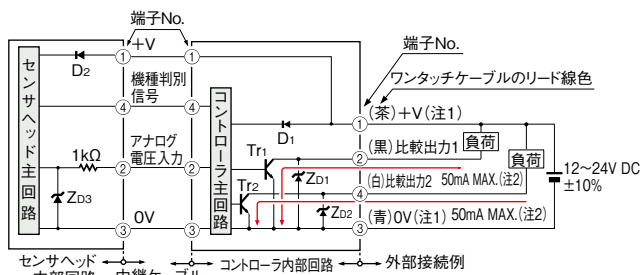 端子No.
+V
① ①
D2
センサヘッド主回路
機種判別
信号
④ ④
コントローラ主回路
アナログ
電圧入力
1kΩ
② ②
ZD3
0V
③ ③
端子No.
ワンタッチケーブルのリード線色
D1
① (茶)+V(注1)
Tr1
② (黒)比較出力1
負荷
負荷
ZD1
Tr2
(白)比較出力2 50mA MAX.(注2)
④
ZD2
③ (青)0V(注1) 50mA MAX.(注2)
12〜24V DC
±10%
センサヘッド
コントローラ内部回路
外部接続例
内部回路
中継ケーブル